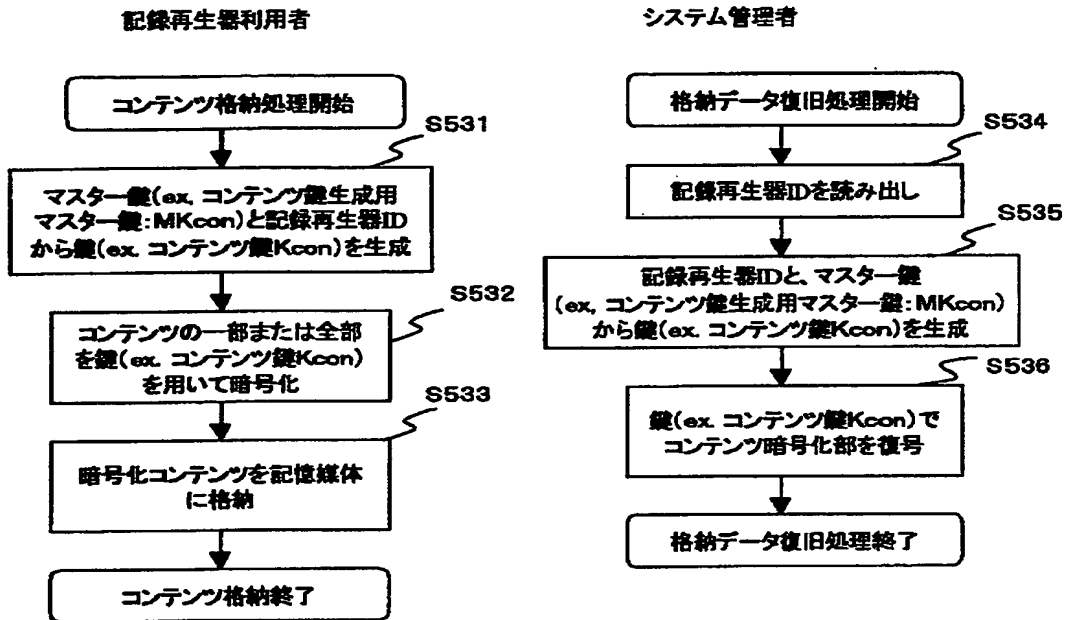 記録再生器利用者
コンテンツ格納処理開始
S531
マスター鍵(ex, コンテンツ鍵生成用
マスター鍵:MKcon)と記録再生器ID
から鍵(ex. コンテンツ鍵Kcon)を生成
S532
コンテンツの一部または全部
を鍵(ex. コンテンツ鍵Kcon)
を用いて暗号化
S533
暗号化コンテンツを記憶媒体
に格納
コンテンツ格納終了
システム管理者
格納データ復旧処理開始
S534
記録再生器IDを読み出し
S535
記録再生器IDと、マスター鍵
(ex, コンテンツ鍵生成用マスター鍵:MKcon)
から鍵(ex. コンテンツ鍵Kcon)を生成
S536
鍵(ex. コンテンツ鍵Kcon)で
コンテンツ暗号化部を復号
格納データ復旧処理終了